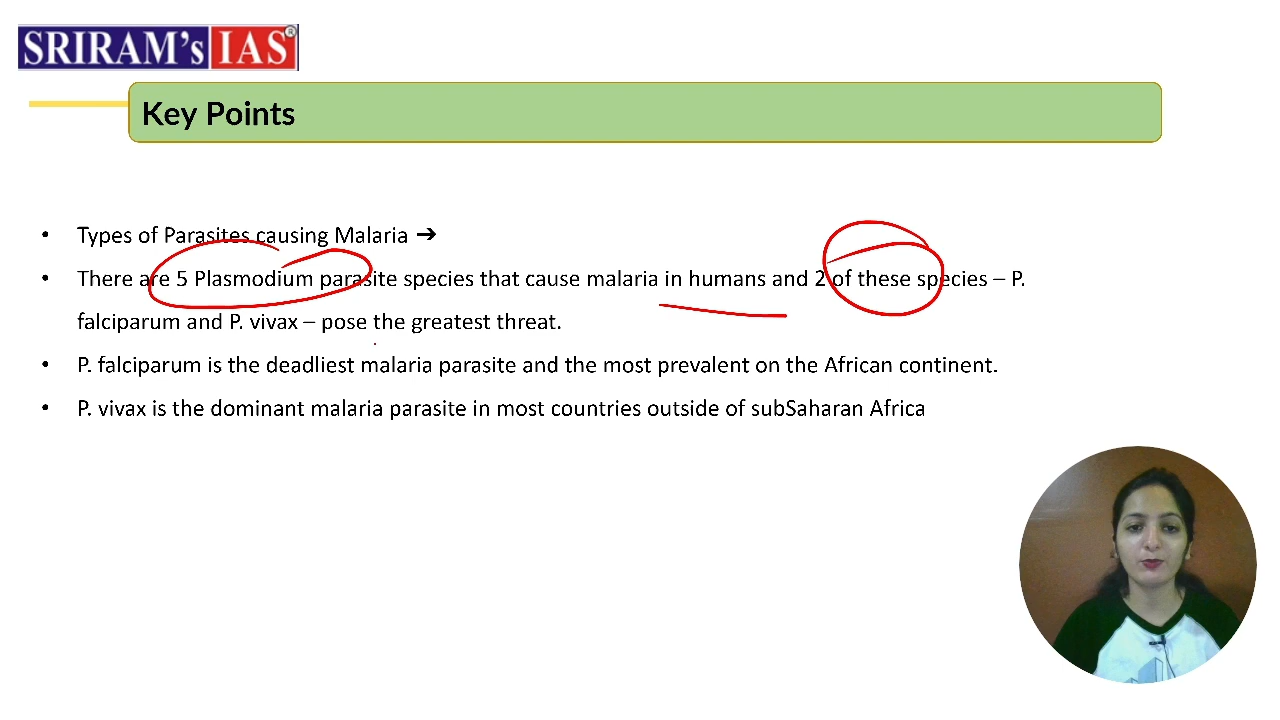 SRIRAM's IAS®
Key Points
• Types of Parasites causing Malaria ➔
• There are 5 Plasmodium parasite species that cause malaria in humans and 2 of these species – P.
falciparum and P. vivax – pose the greatest threat.
• P. falciparum is the deadliest malaria parasite and the most prevalent on the African continent.
• P. vivax is the dominant malaria parasite in most countries outside of subSaharan Africa